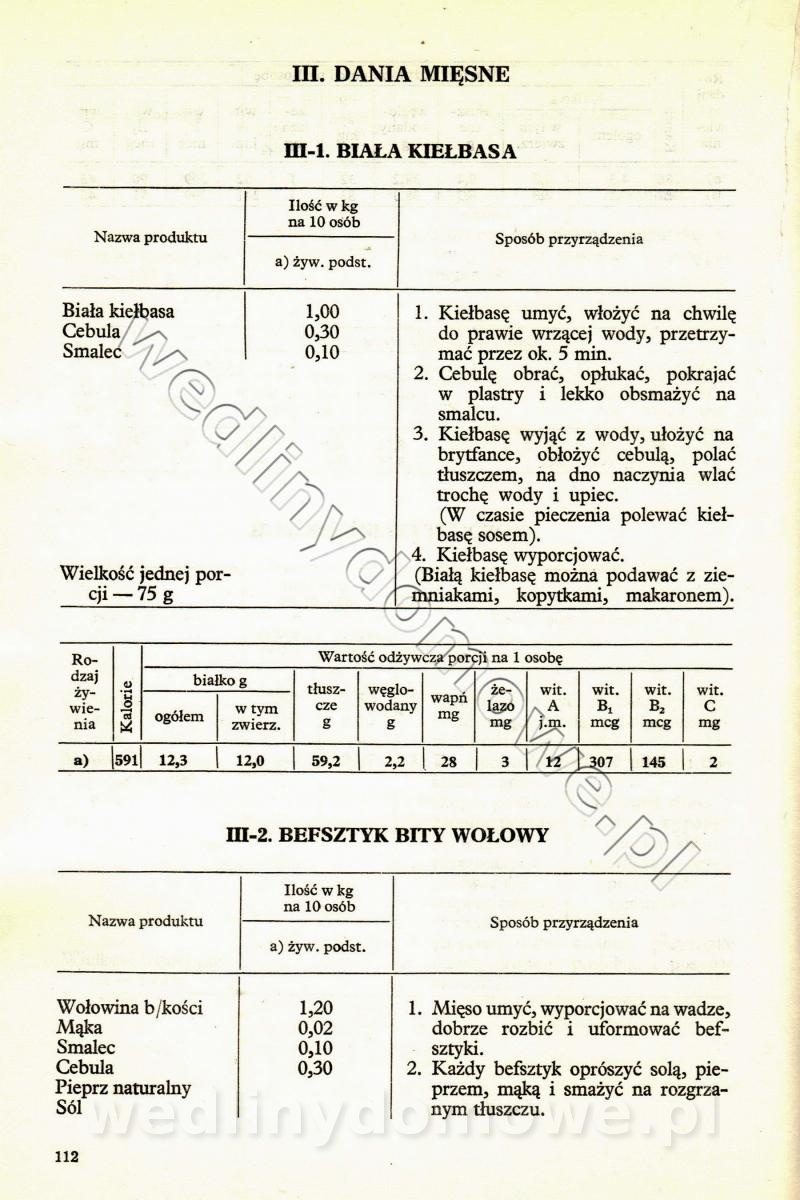 III. DANIA MIĘSNE
III-1. BIAŁA KIEŁBASA
Nazwa produktu
Ilość w kg
na 10 osób
a) żyw. podst.
Sposób przyrządzenia
Biała kiełbasa 1,00
Cebula 0,30
Smalec 0,10
1. Kiełbasę umyć, włożyć na chwilę
do prawie wrzącej wody, przetrzy-
mać przez ok. 5 min.
2. Cebulę obrać, opłukać, pokrajać
w plastry i lekko obsmażyć na
smalcu.
3. Kiełbasę wyjąć z wody, ułożyć na
brytfance, obłożyć cebulą, polać
tłuszczem, na dno naczynia wlać
trochę wody i upiec.
(W czasie pieczenia polewać kieł-
basę sosem).
4. Kiełbasę wyporcjować.
(Białą kiełbasę można podawać z zie-
mniakami, kopytkami, makaronem).
Wielkość jednej por-
cji — 75 g
Ro-
dzaj
ży-
wie-
nia
Kalorie
Wartość odżywcza porcji na 1 osobę
białko g
ogółem
w tym
zwierz.
tłusz-
cze
g
węglo-
wodany
g
wapń
mg
że-
lazo
mg
wit.
A
j.m.
wit.
B₁
mcg
wit.
B₂
mcg
wit.
C
mg
a) 591 12,3 12,0 59,2 2,2 28 3 12 307 145 2
III-2. BEFSZTYK BITY WOŁOWY
Nazwa produktu
Ilość w kg
na 10 osób
a) żyw. podst.
Sposób przyrządzenia
Wołowina b/kości 1,20
Mąka 0,02
Smalec 0,10
Cebula 0,30
Pieprz naturalny
Sól
1. Mięso umyć, wyporcjować na wadze,
dobrze rozbić i uformować bef-
sztyki.
2. Każdy befsztyk oprószyć solą, pie-
przem, mąką i smażyć na rozgrza-
nym tłuszczu.
112
wedlinydomowe.pl
wedlinydomowe.pl